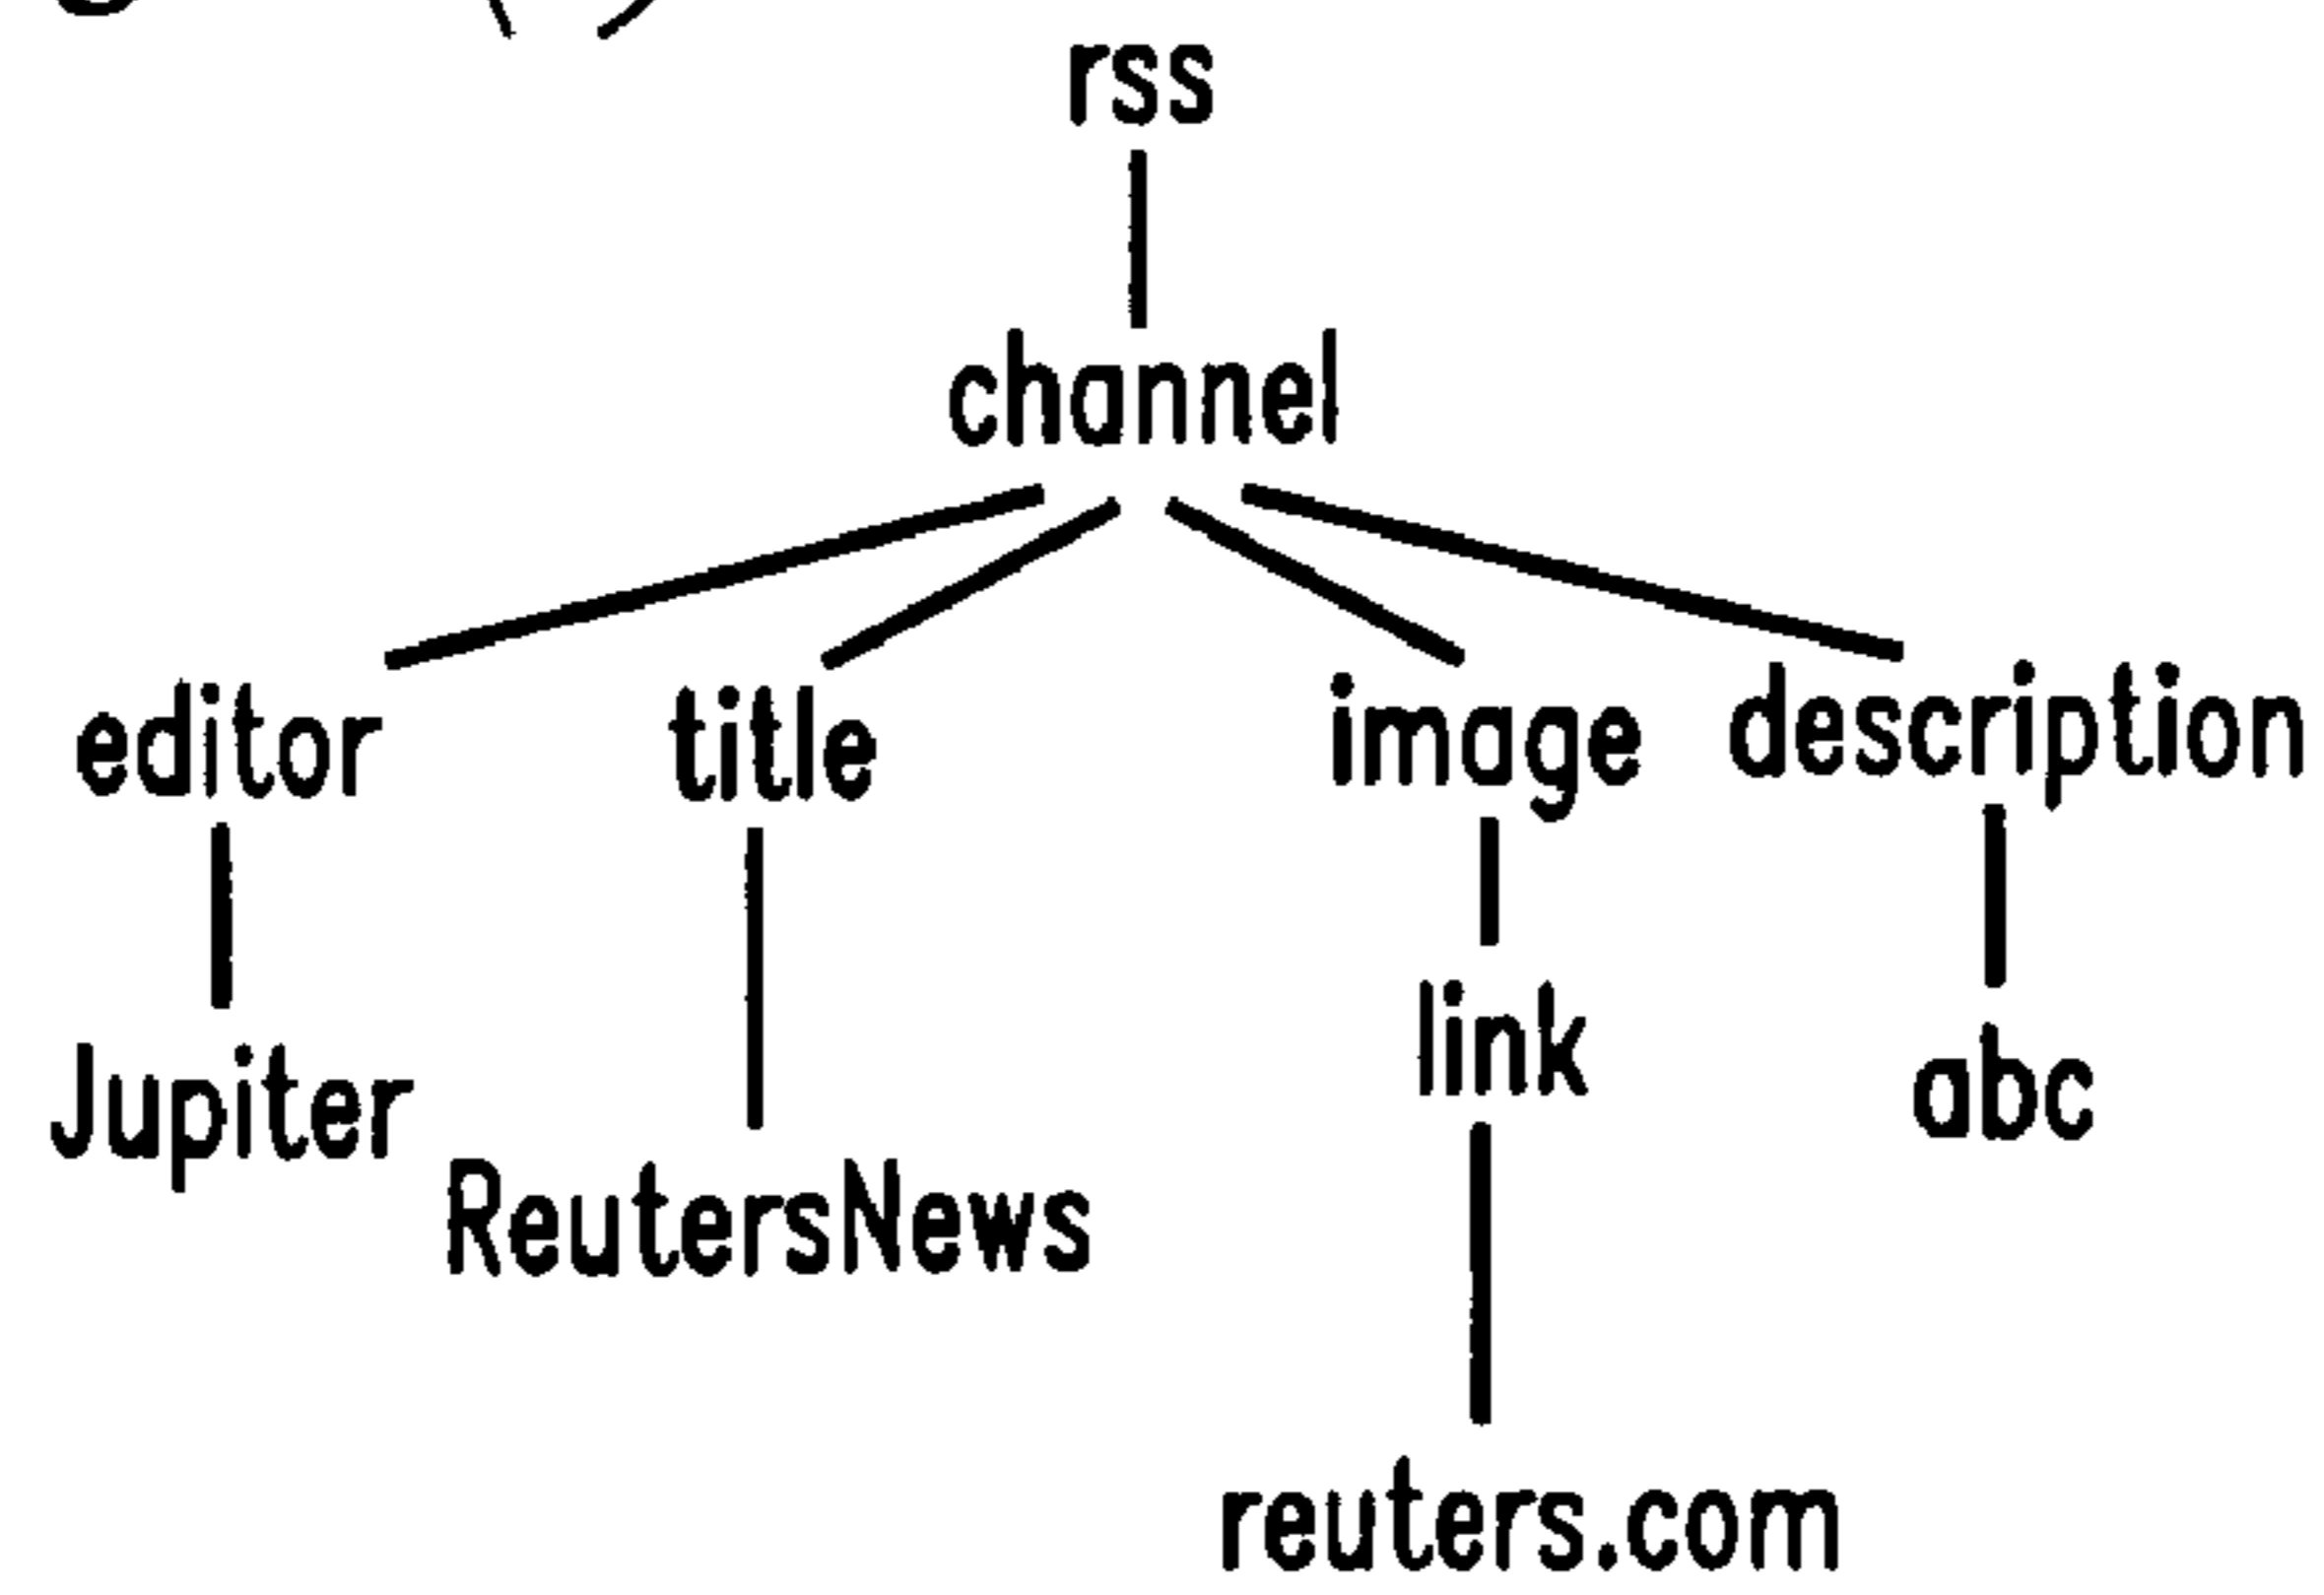 rss
channel
editor title image description
Jupiter link abc
ReutersNews
reuters.com